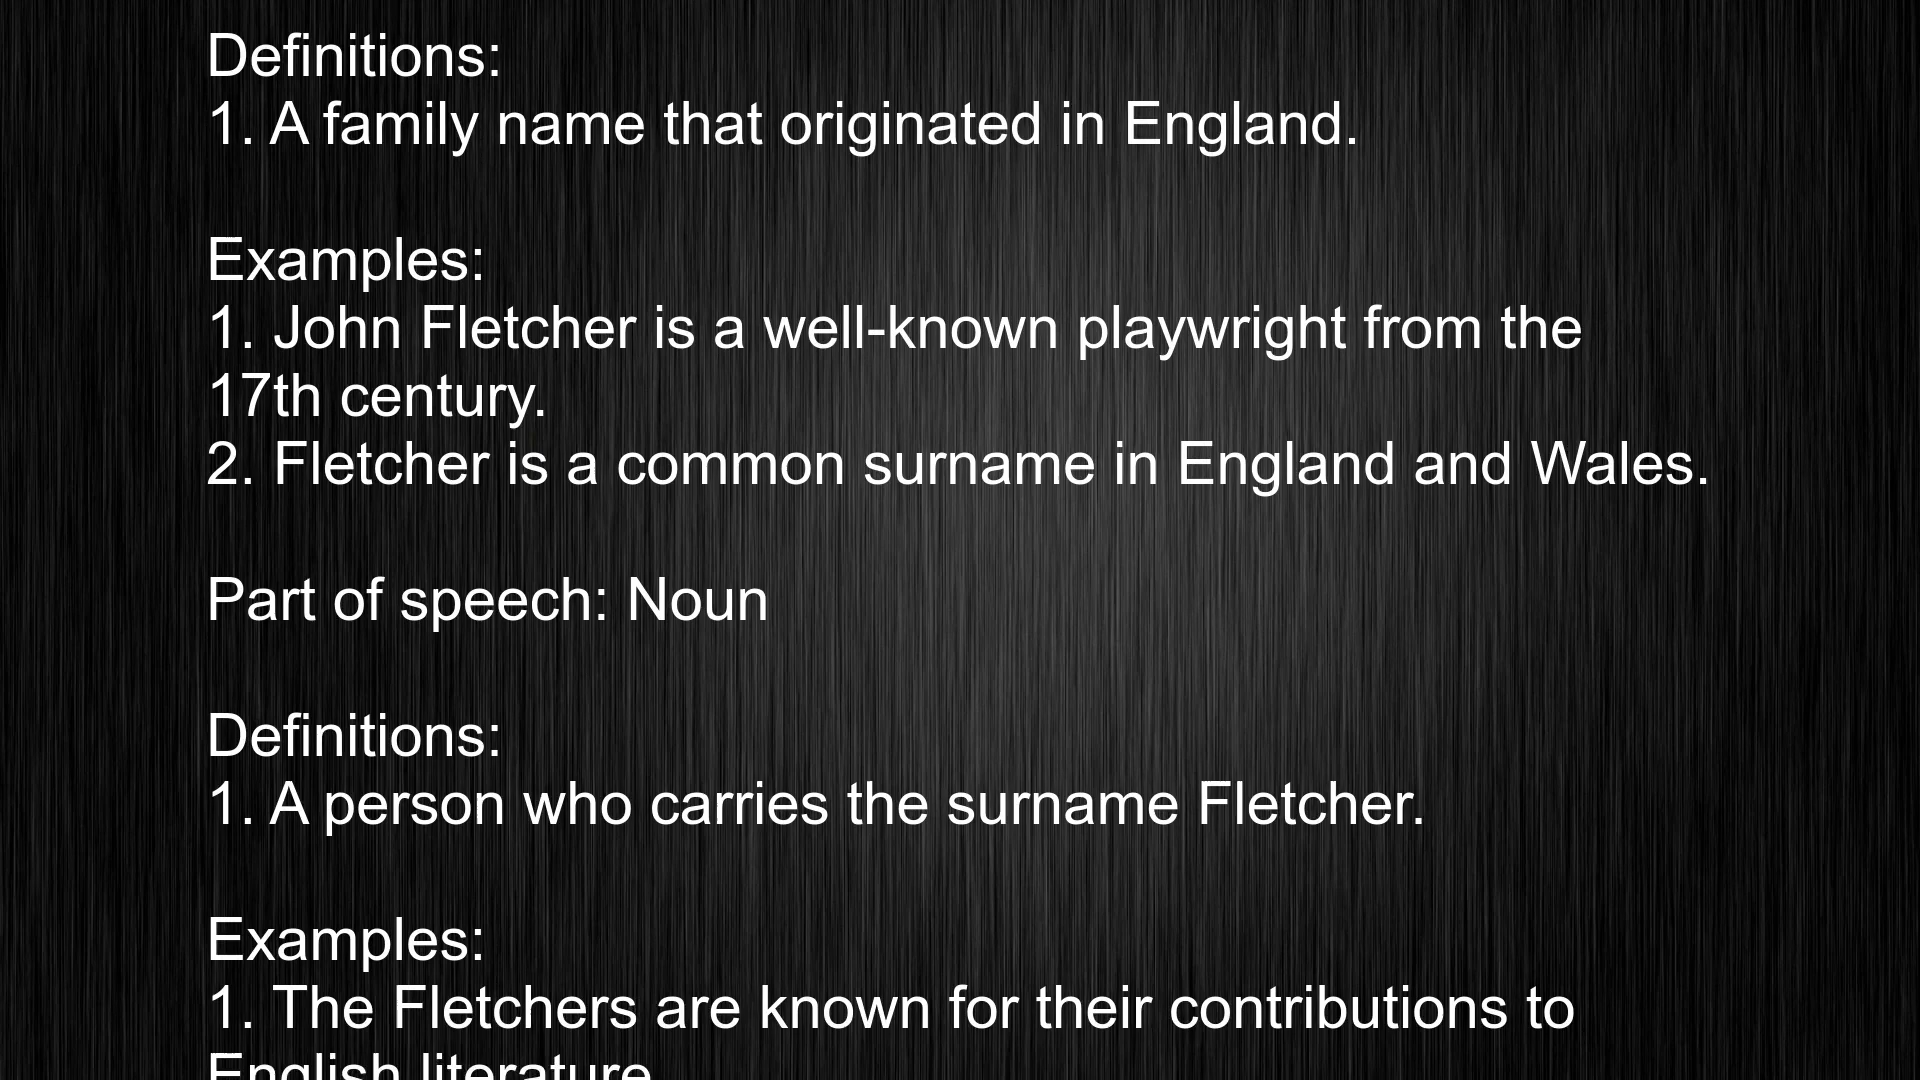 Definitions:
1. A family name that originated in England.
Examples:
1. John Fletcher is a well-known playwright from the
17th century.
2. Fletcher is a common surname in England and Wales.
Part of speech: Noun
Definitions:
1. A person who carries the surname Fletcher.
Examples:
1. The Fletchers are known for their contributions to
English literature